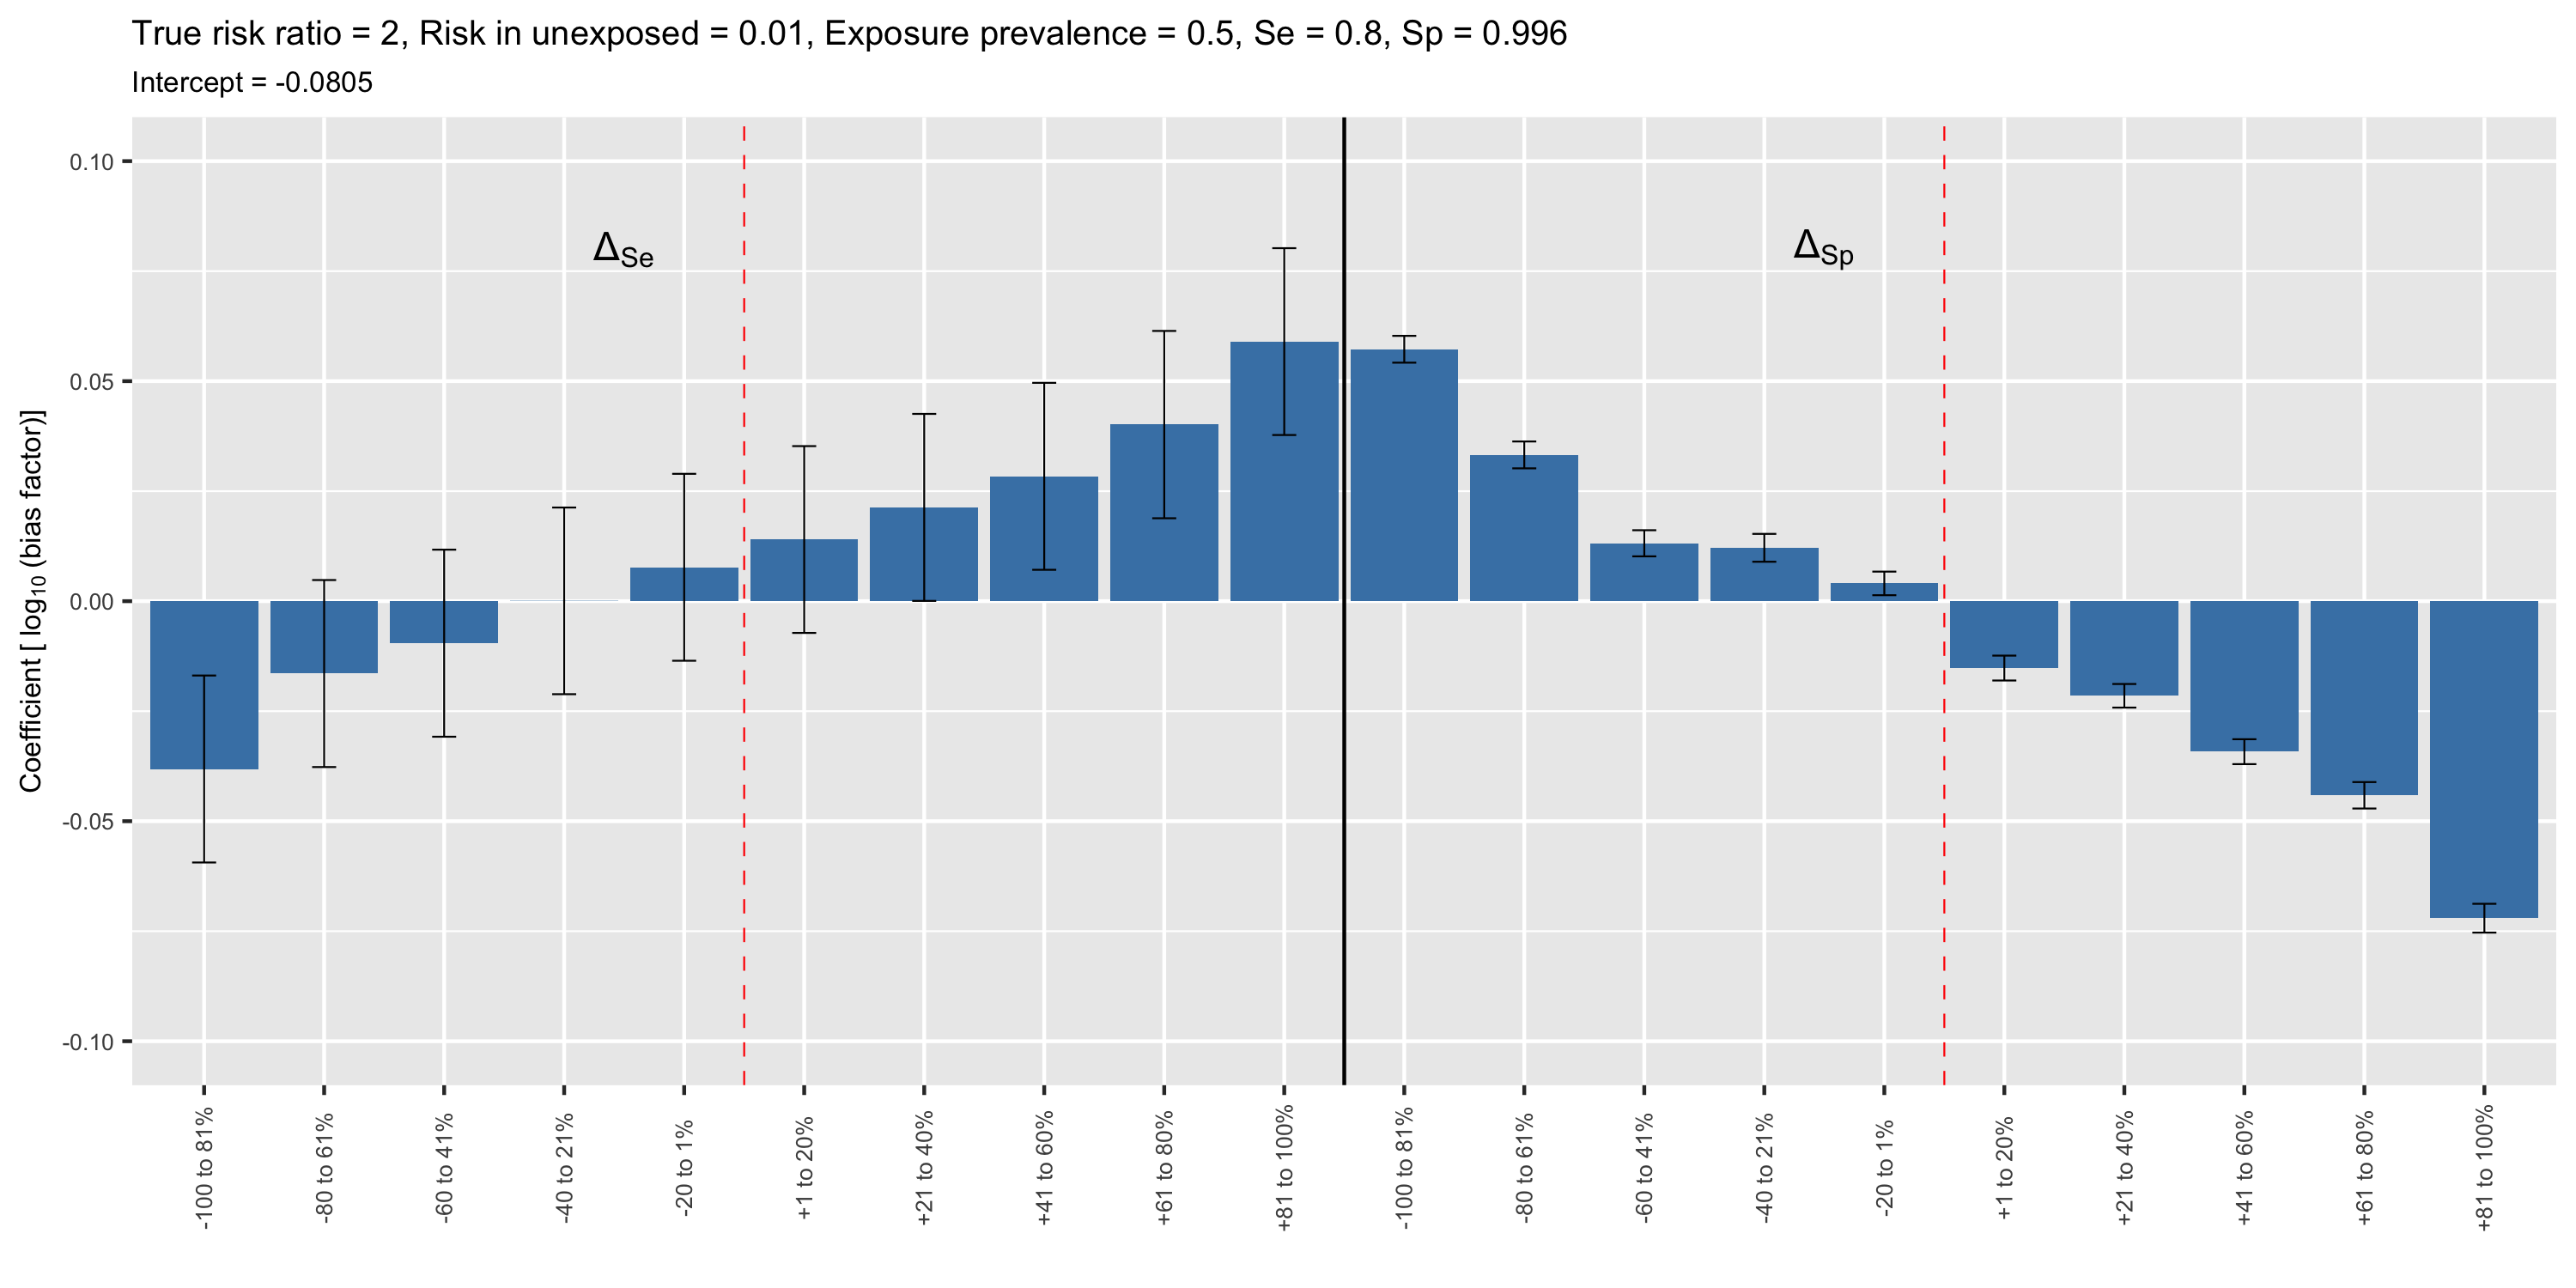 True risk ratio = 2, Risk in unexposed = 0.01, Exposure prevalence = 0.5, Se = 0.8, Sp = 0.996
Intercept = -0.0805
Coefficient [ log10 (bias factor)]
0.10
0.05
0.00
-0.05
-0.10
ΔSe
ΔSp
-100 to 81%
-80 to 61%
-60 to 41%
-40 to 21%
-20 to 1%
+1 to 20%
+21 to 40%
+41 to 60%
+61 to 80%
+81 to 100%
-100 to 81%
-80 to 61%
-60 to 41%
-40 to 21%
-20 to 1%
+1 to 20%
+21 to 40%
+41 to 60%
+61 to 80%
+81 to 100%